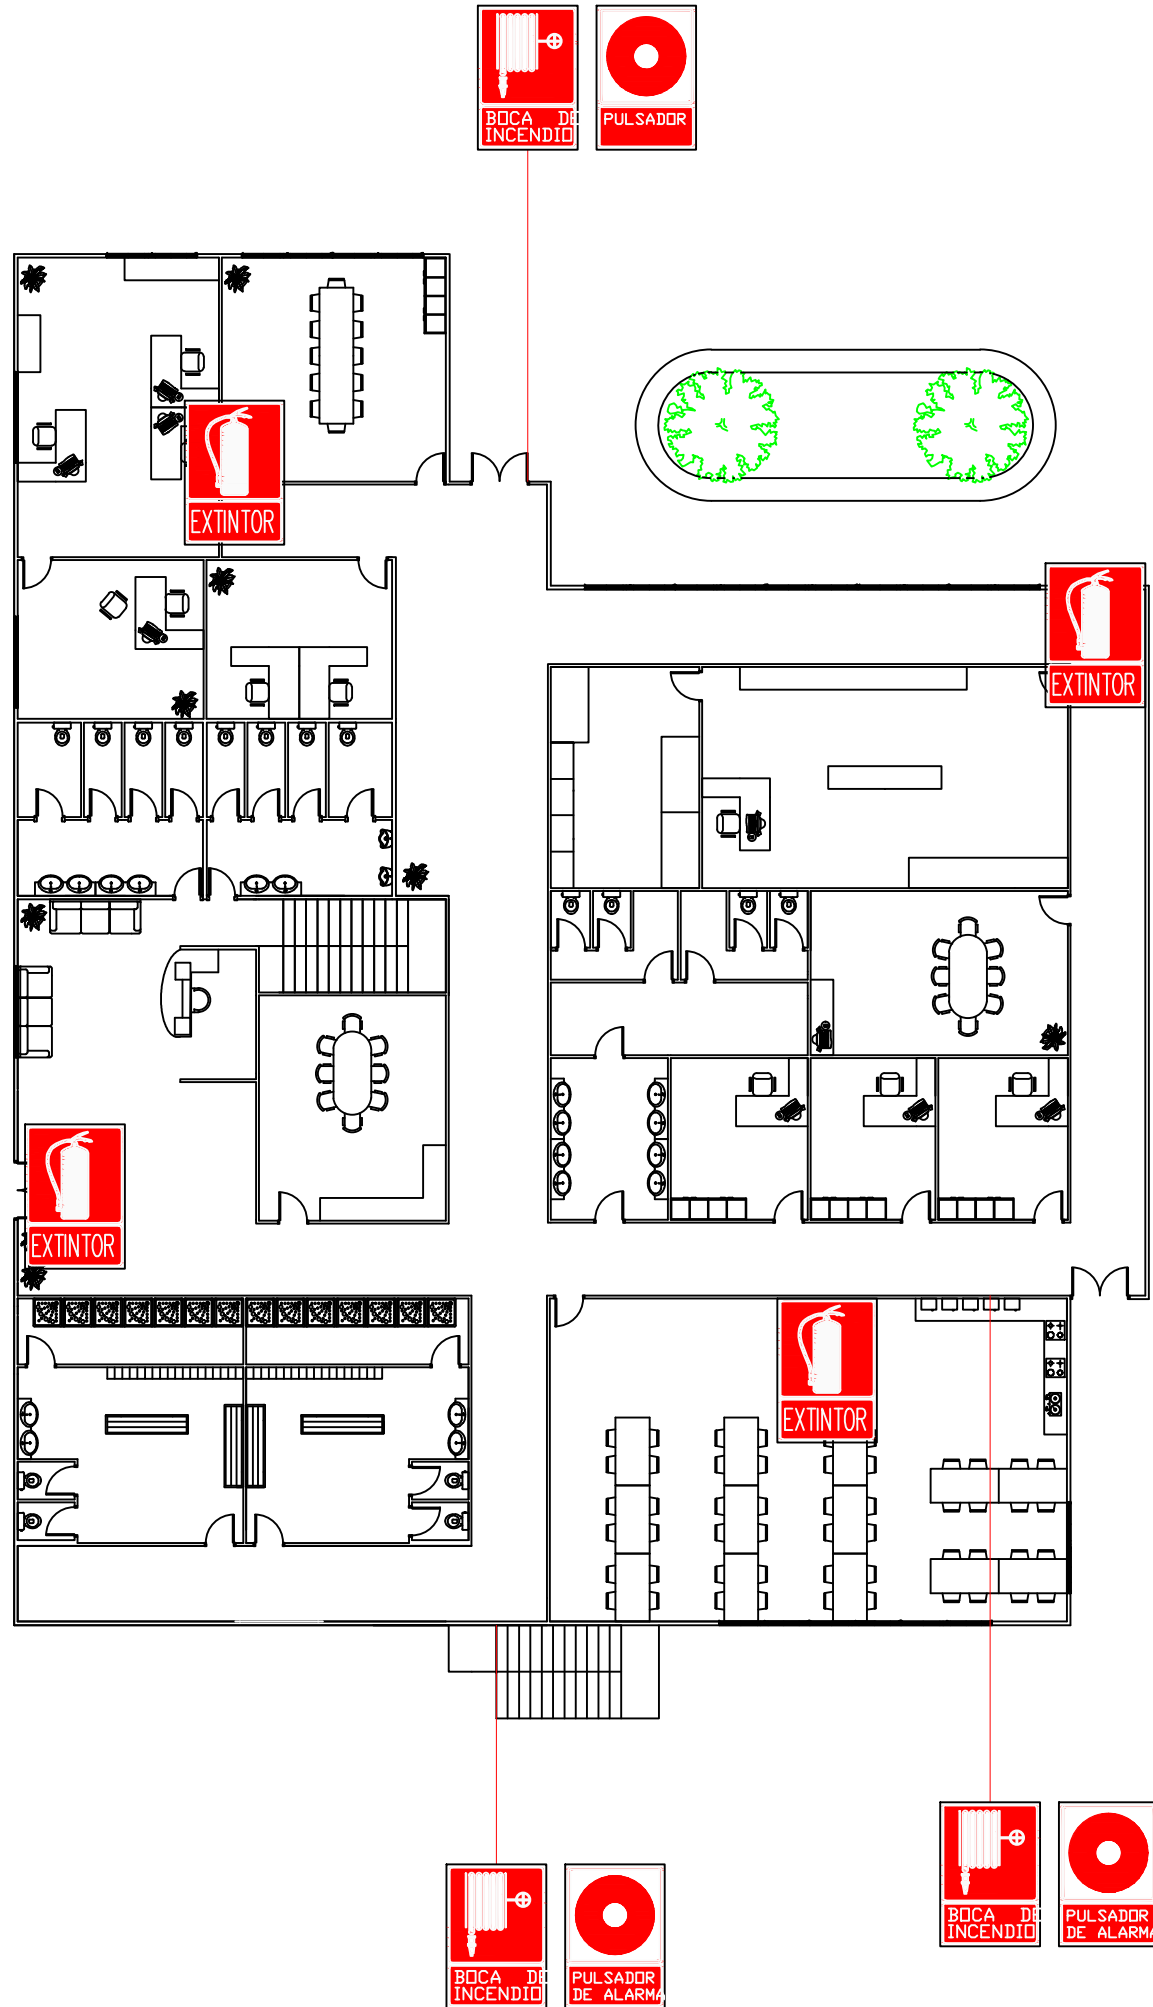 BOCA DE
INCENDIO
PULSADOR
EXTINTOR
EXTINTOR
EXTINTOR
EXTINTOR
BOCA DE
INCENDIO
PULSADOR
DE ALARMA
BOCA DE
INCENDIO
PULSADOR
DE ALARMA